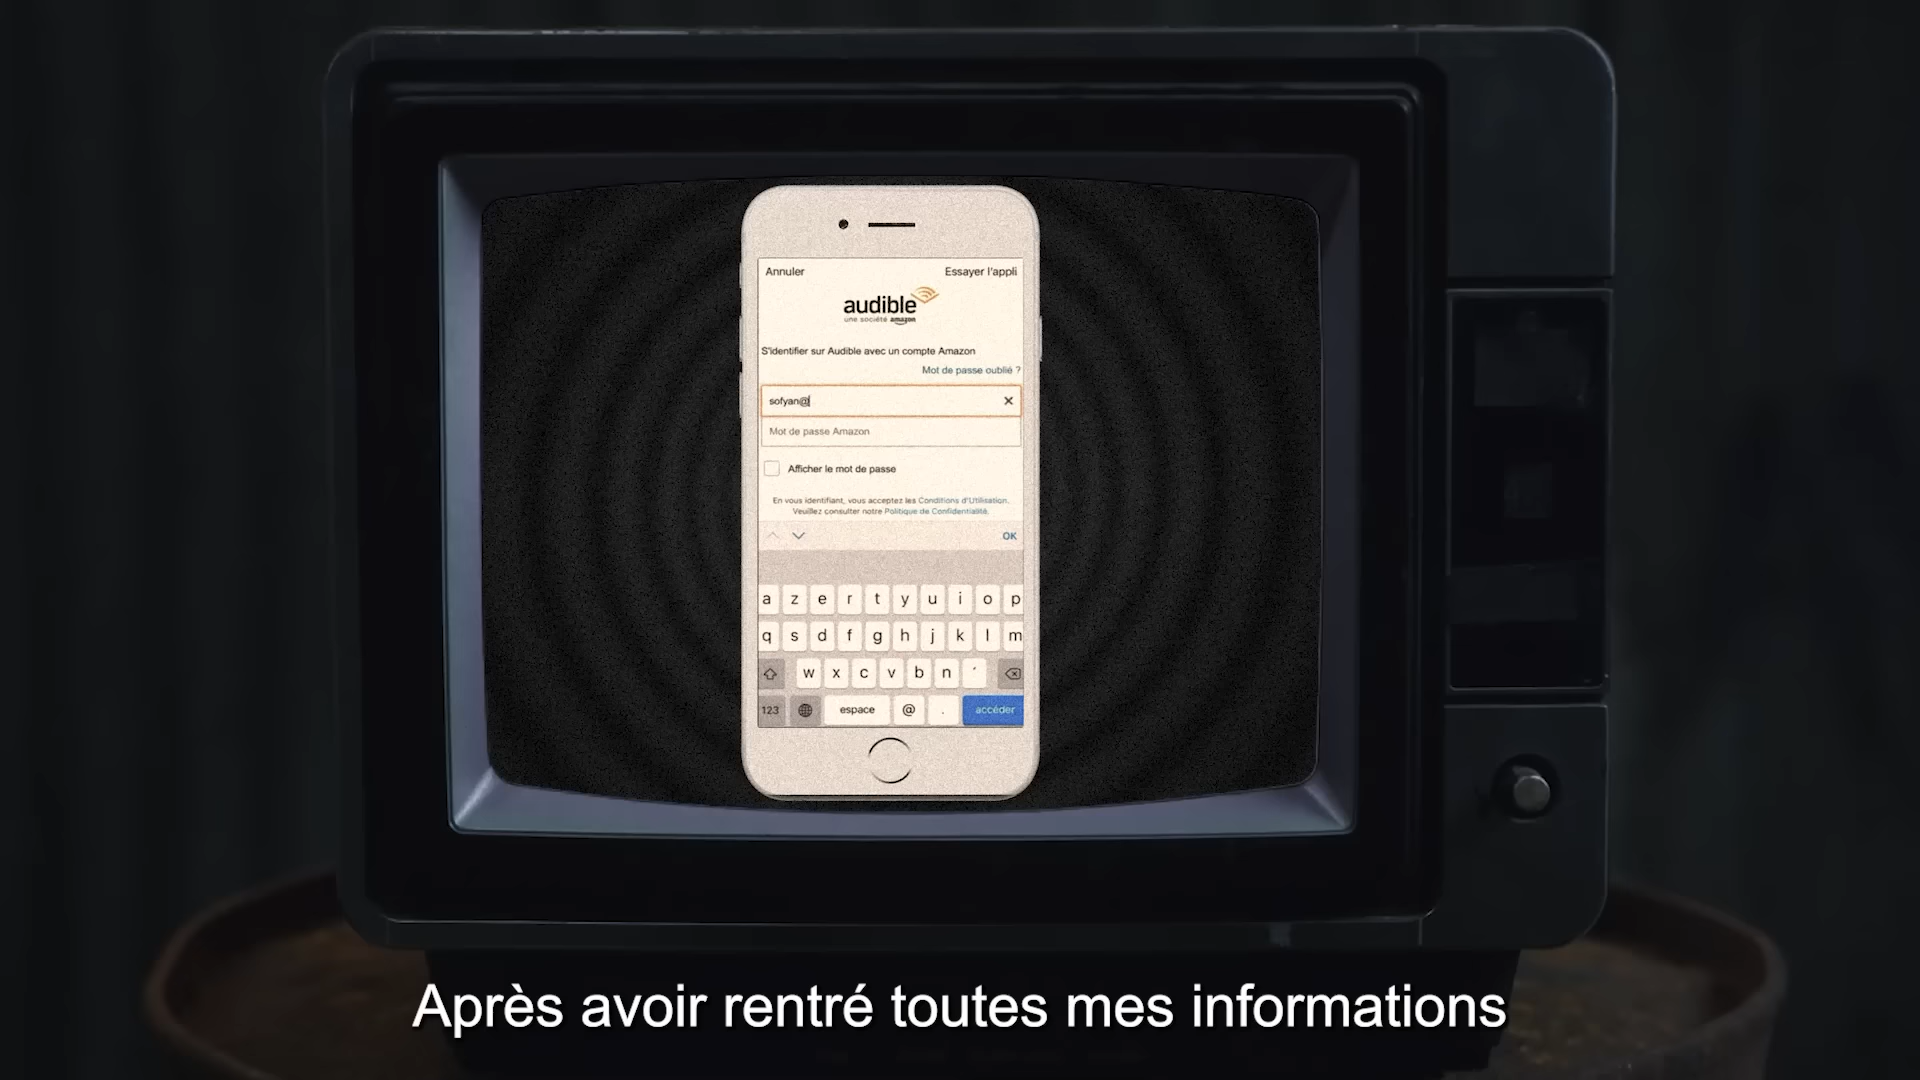 Annuler Essayer l'appli
audible
une société amazon
S'identifier sur Audible avec un compte Amazon
Mot de passe oublié ?
sofyan@
Mot de passe Amazon
Afficher le mot de passe
En vous identifiant, vous acceptez les Conditions d'Utilisation.
Veuillez consulter notre Politique de Confidentialité.
OK
a z e r t y u i o p
q s d f g h j k l m
w x c v b n ´
123 espace @ . accéder
Après avoir rentré toutes mes informations